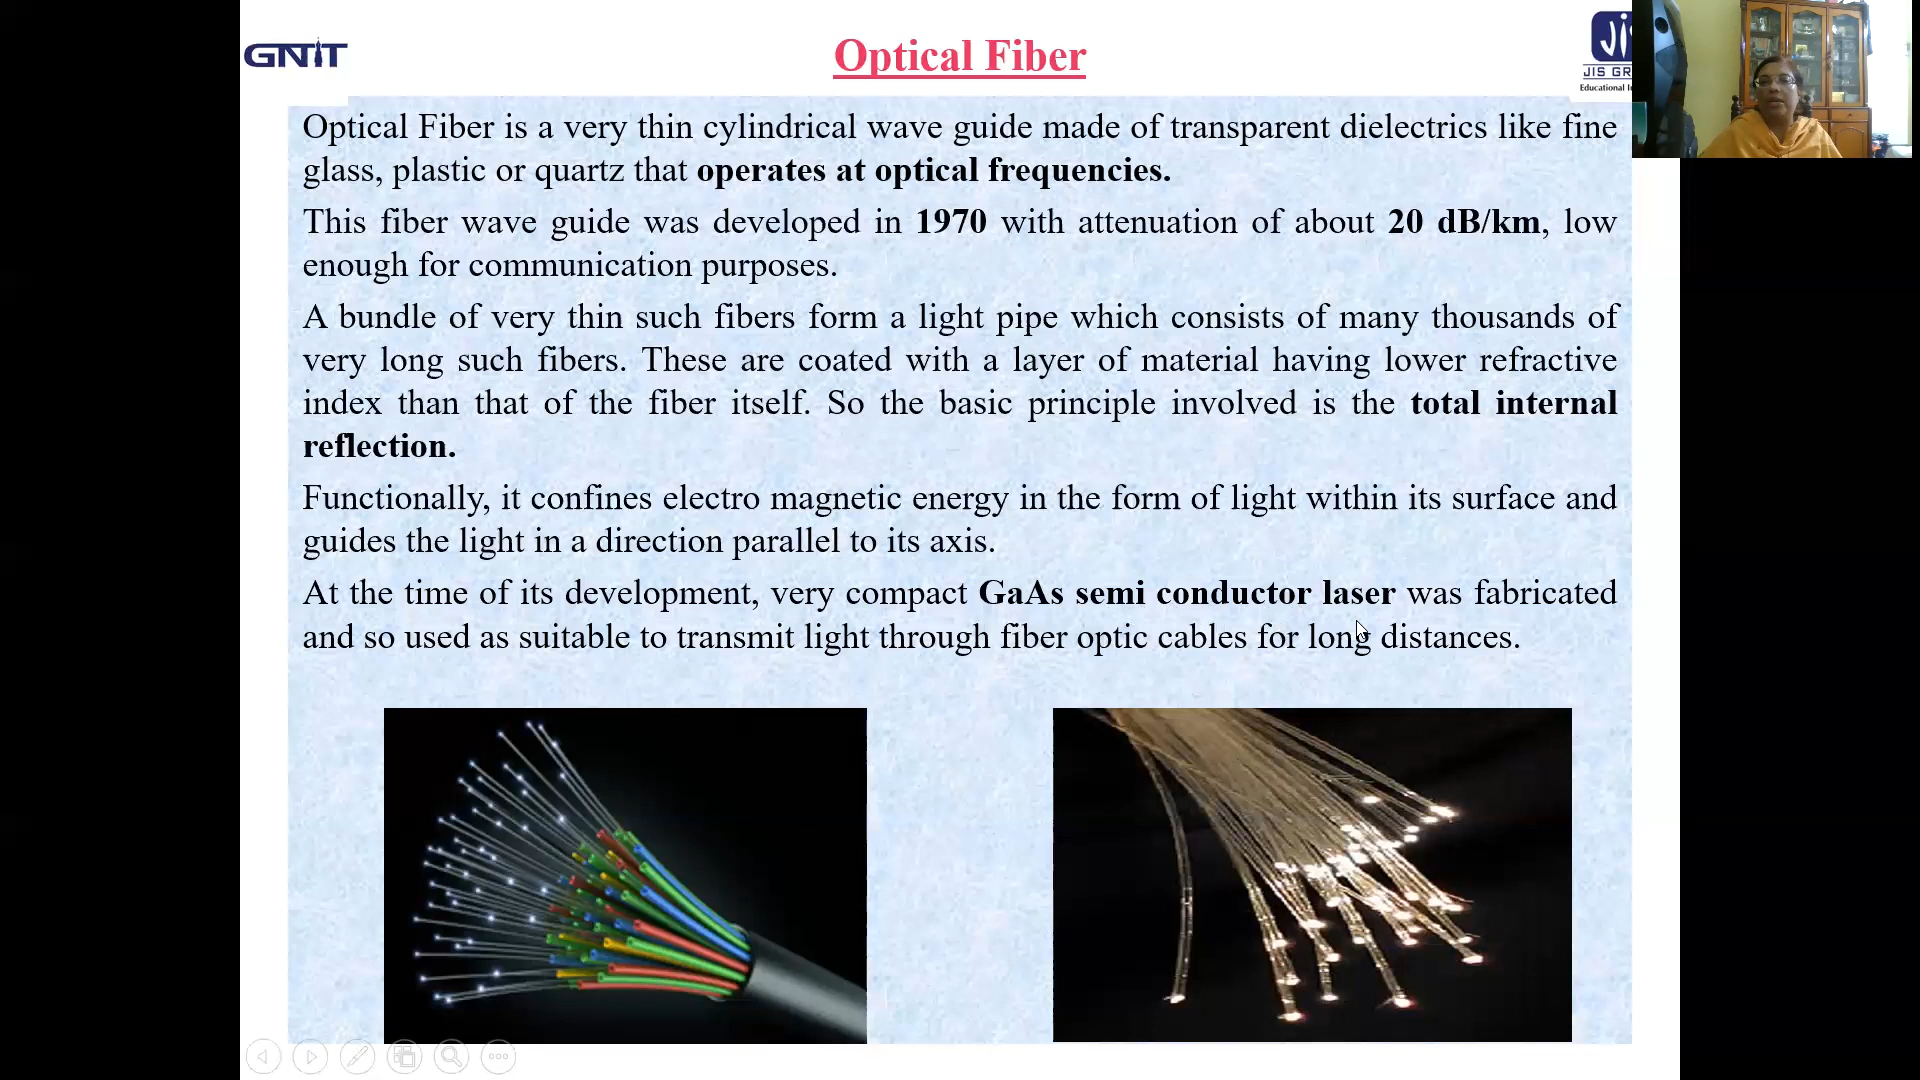 GNIT
Optical Fiber
JIS GR
Educational I
Optical Fiber is a very thin cylindrical wave guide made of transparent dielectrics like fine
glass, plastic or quartz that operates at optical frequencies.
This fiber wave guide was developed in 1970 with attenuation of about 20 dB/km, low
enough for communication purposes.
A bundle of very thin such fibers form a light pipe which consists of many thousands of
very long such fibers. These are coated with a layer of material having lower refractive
index than that of the fiber itself. So the basic principle involved is the total internal
reflection.
Functionally, it confines electro magnetic energy in the form of light within its surface and
guides the light in a direction parallel to its axis.
At the time of its development, very compact GaAs semi conductor laser was fabricated
and so used as suitable to transmit light through fiber optic cables for long distances.